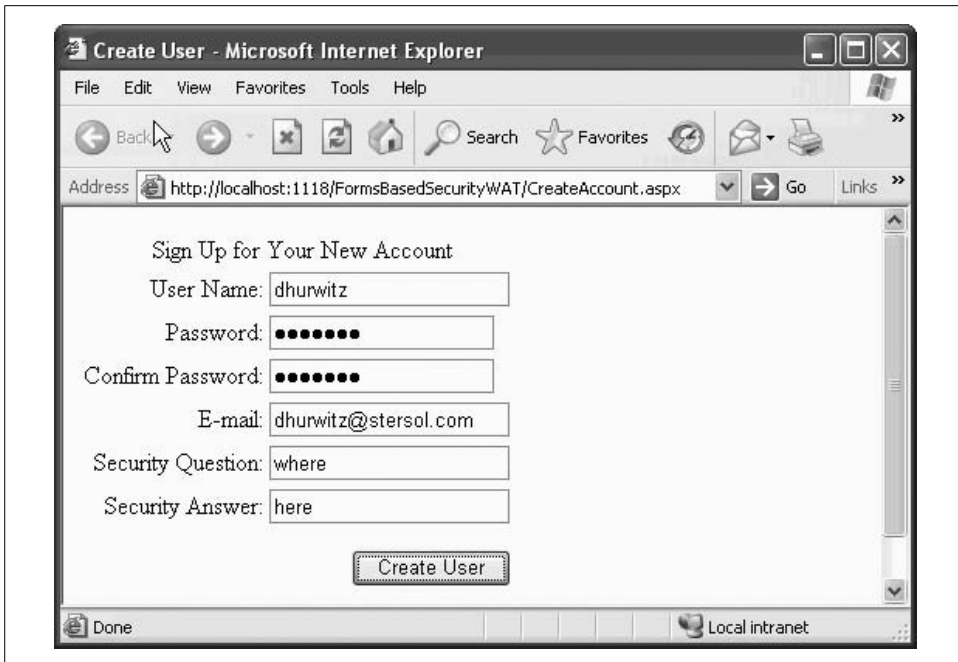 Create User - Microsoft Internet Explorer
File Edit View Favorites Tools Help
Back Search Favorites »
Address http://localhost:1118/FormsBasedSecurityWAT/CreateAccount.aspx Go Links »
Sign Up for Your New Account
User Name: dhurwitz
Password: •••••••
Confirm Password: •••••••
E-mail: dhurwitz@stersol.com
Security Question: where
Security Answer: here
Create User
Done Local intranet